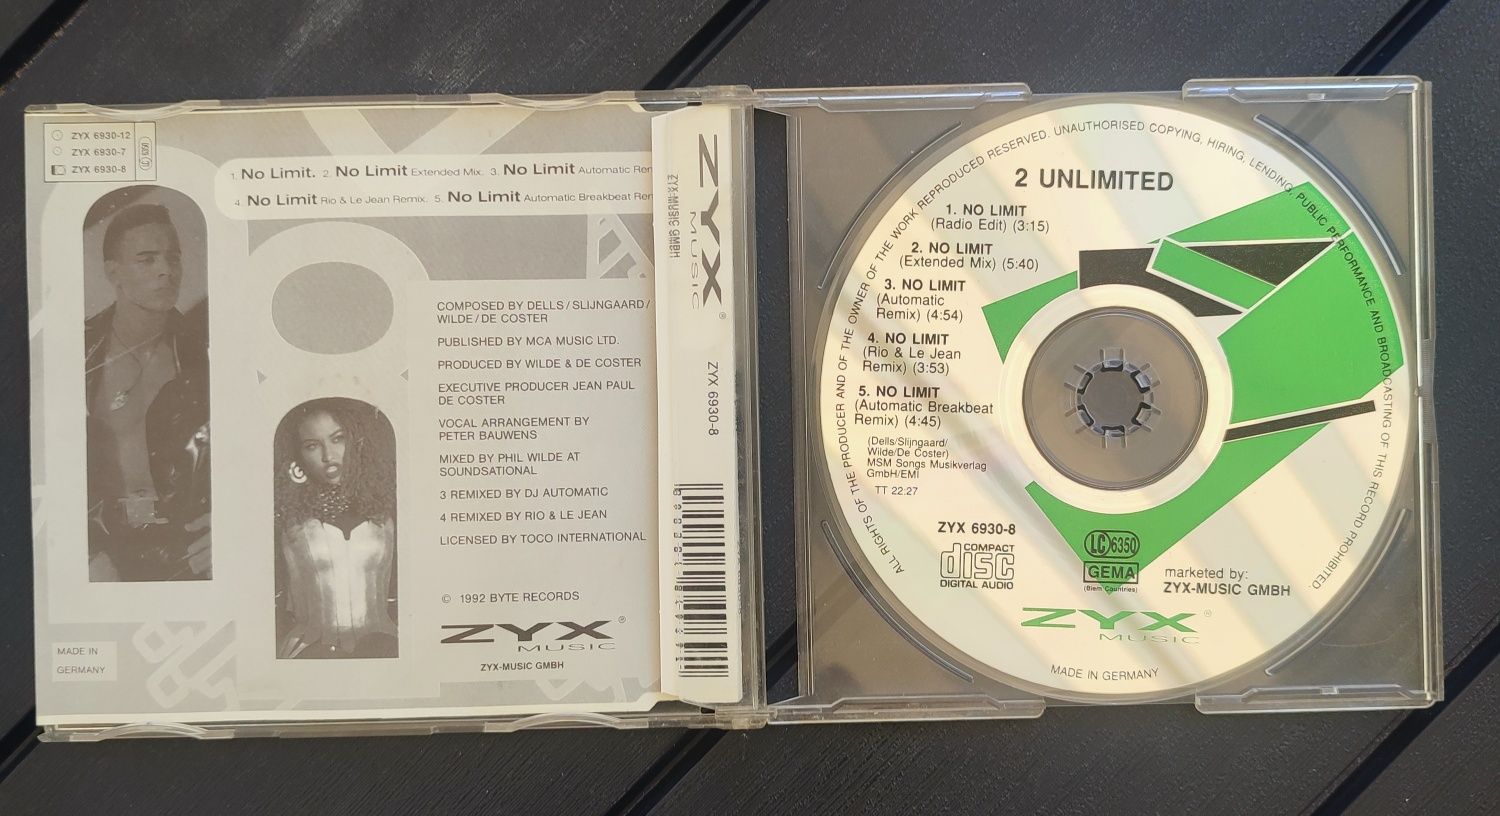 ZYX 6930-12
ZYX 6930-7
ZYX 6930-8
1. No Limit. 2. No Limit Extended Mix. 3. No Limit Automatic Rem
4. No Limit Rio & Le Jean Remix. 5. No Limit Automatic Breakbeat Rem
COMPOSED BY DELLS/SLIJNGAARD/
WILDE/DE COSTER
PUBLISHED BY MCA MUSIC LTD.
PRODUCED BY WILDE & DE COSTER
EXECUTIVE PRODUCER JEAN PAUL
DE COSTER
VOCAL ARRANGEMENT BY
PETER BAUWENS
MIXED BY PHIL WILDE AT
SOUNDSATIONAL
3 REMIXED BY DJ AUTOMATIC
4 REMIXED BY RIO & LE JEAN
LICENSED BY TOCO INTERNATIONAL
© 1992 BYTE RECORDS
ZYX®
MUSIC
ZYX-MUSIC GMBH
MADE IN
GERMANY
ZYX-MUSIC GMBH
ZYX®
MUSIC
ZYX 6930-8
ALL RIGHTS OF THE PRODUCER AND OF THE OWNER OF THE WORK REPRODUCED RESERVED. UNAUTHORISED COPYING, HIRING, LENDING, PUBLIC PERFORMANCE AND BROADCASTING OF THIS RECORD PROHIBITED.
2 UNLIMITED
1. NO LIMIT
(Radio Edit) (3:15)
2. NO LIMIT
(Extended Mix) (5:40)
3. NO LIMIT
(Automatic
Remix) (4:54)
4. NO LIMIT
(Rio & Le Jean
Remix) (3:53)
5. NO LIMIT
(Automatic Breakbeat
Remix) (4:45)
(Dells/Slijngaard/
Wilde/De Coster)
MSM Songs Musikverlag
GmbH/EMI
TT 22:27
ZYX 6930-8
COMPACT
disc
DIGITAL AUDIO
LC 6350
GEMA
(Biem Countries)
marketed by:
ZYX-MUSIC GMBH
ZYX®
MUSIC
MADE IN GERMANY